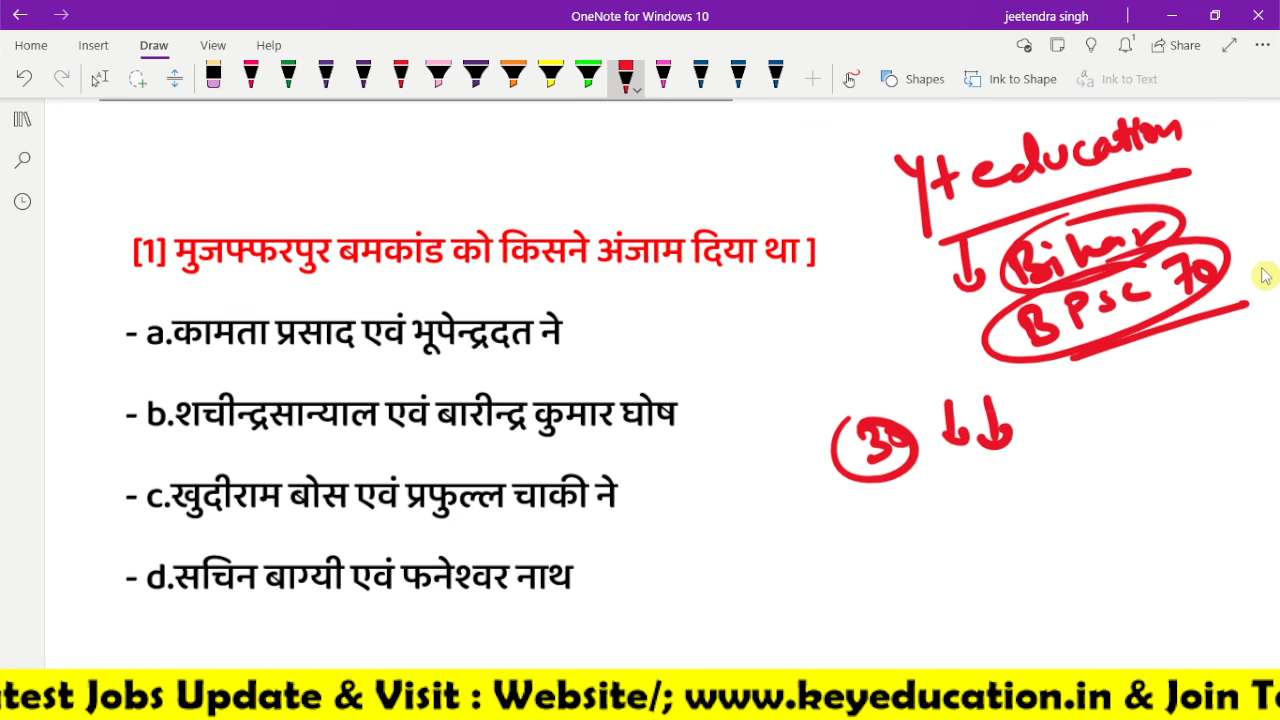 OneNote for Windows 10
jeetendra singh
Home Insert Draw View Help
Share
Shapes Ink to Shape Ink to Text
Y+ education
Bihar
BPSC 70
[1] मुजफ्फरपुर बमकांड को किसने अंजाम दिया था ]
- a.कामता प्रसाद एवं भूपेन्द्रदत ने
- b.शचीन्द्रसान्याल एवं बारीन्द्र कुमार घोष
30
- c.खुदीराम बोस एवं प्रफुल्ल चाकी ने
- d.सचिन बाग्यी एवं फनेश्वर नाथ
atest Jobs Update & Visit : Website/; www.keyeducation.in & Join T